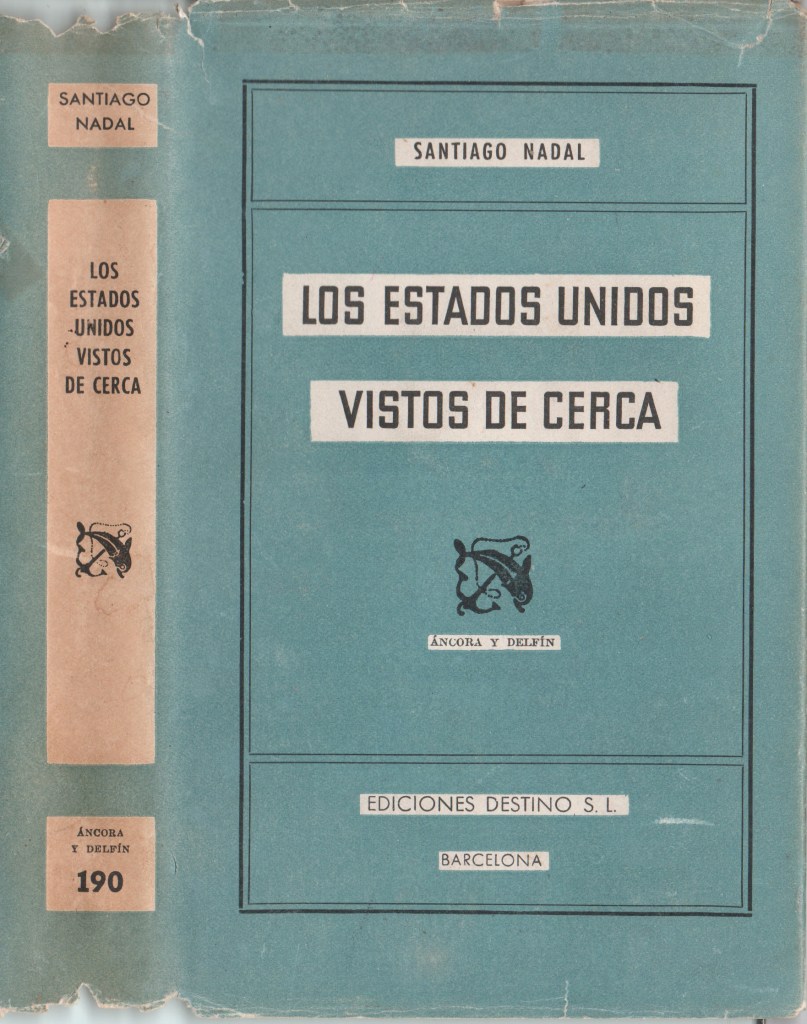 SANTIAGO
NADAL
LOS
ESTADOS
UNIDOS
VISTOS
DE CERCA
ÁNCORA
Y DELFÍN
190
SANTIAGO NADAL
LOS ESTADOS UNIDOS
VISTOS DE CERCA
ÁNCORA Y DELFÍN
EDICIONES DESTINO S. L.
BARCELONA